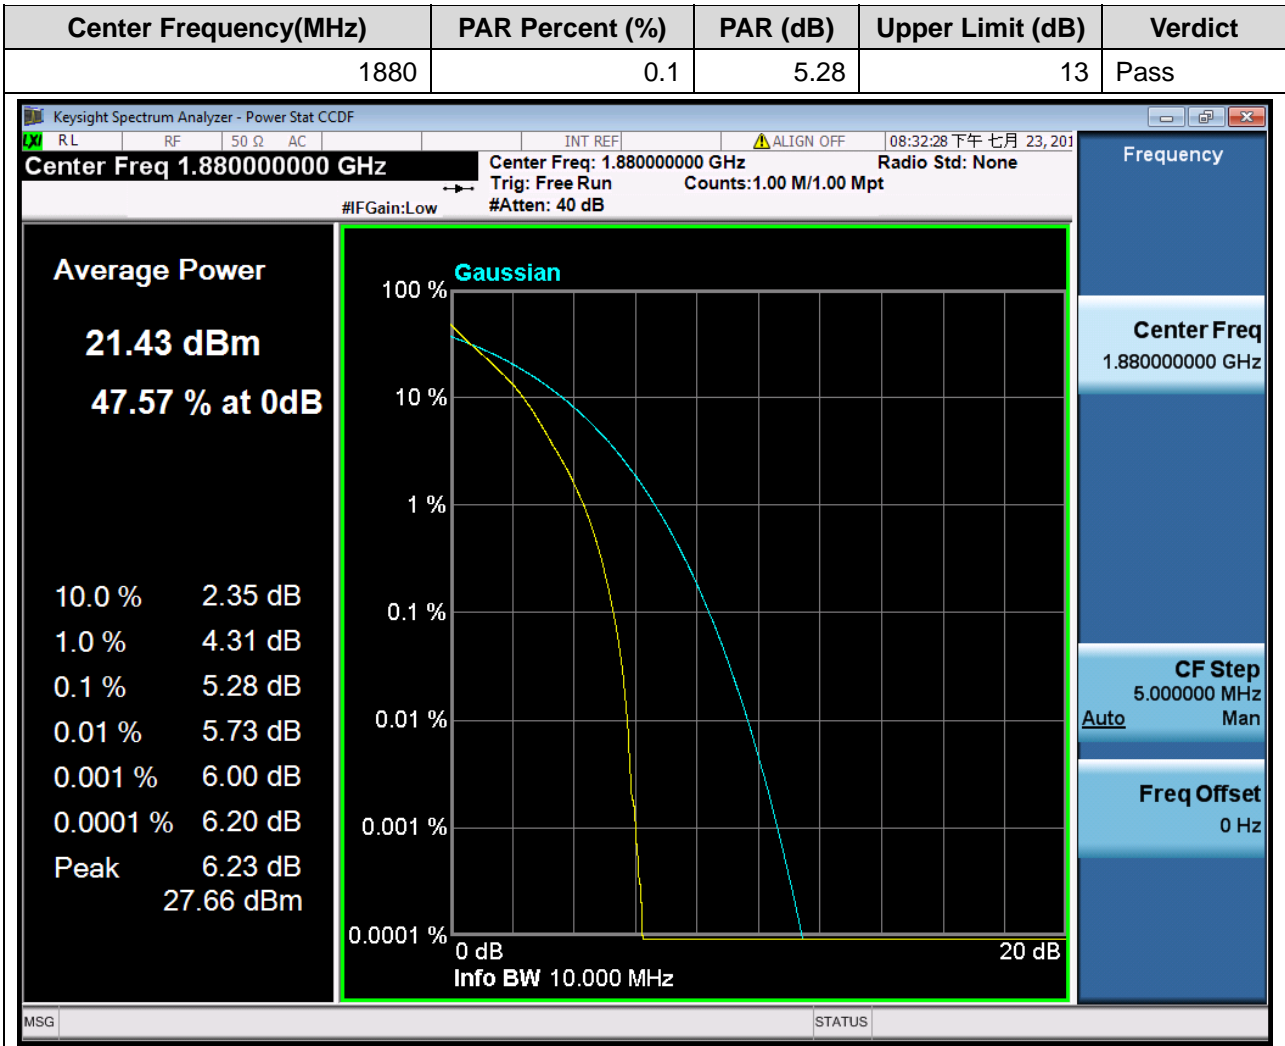 Center Frequency(MHz) PAR Percent (%) PAR (dB) Upper Limit (dB) Verdict
1880 0.1 5.28 13 Pass
Keysight Spectrum Analyzer - Power Stat CCDF
LXI RL RF 50 Ω AC INT REF ALIGN OFF 08:32:28 下午 七月 23, 201
Center Freq 1.880000000 GHz
Center Freq: 1.880000000 GHz Radio Std: None
Trig: Free Run Counts:1.00 M/1.00 Mpt
#IFGain:Low #Atten: 40 dB
Frequency
Average Power
21.43 dBm
47.57 % at 0dB
10.0 % 2.35 dB
1.0 % 4.31 dB
0.1 % 5.28 dB
0.01 % 5.73 dB
0.001 % 6.00 dB
0.0001 % 6.20 dB
Peak 6.23 dB
27.66 dBm
Gaussian
100 %
10 %
1 %
0.1 %
0.01 %
0.001 %
0.0001 %
0 dB 20 dB
Info BW 10.000 MHz
Center Freq
1.880000000 GHz
CF Step
5.000000 MHz
Auto Man
Freq Offset
0 Hz
MSG STATUS